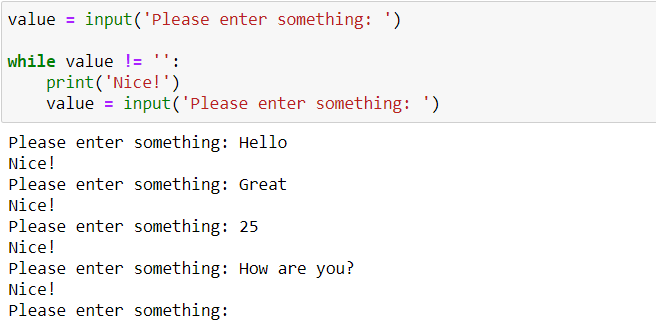 value = input('Please enter something: ')
while value != '':
    print('Nice!')
    value = input('Please enter something: ')
Please enter something: Hello
Nice!
Please enter something: Great
Nice!
Please enter something: 25
Nice!
Please enter something: How are you?
Nice!
Please enter something: